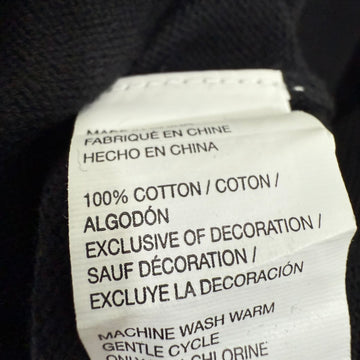 FABRIQUÉ EN CHINE
HECHO EN CHINA
100% COTTON / COTON /
ALGODÓN
EXCLUSIVE OF DECORATION /
SAUF DÉCORATION /
EXCLUYE LA DECORACIÓN
MACHINE WASH WARM
GENTLE CYCLE
CHLORINE